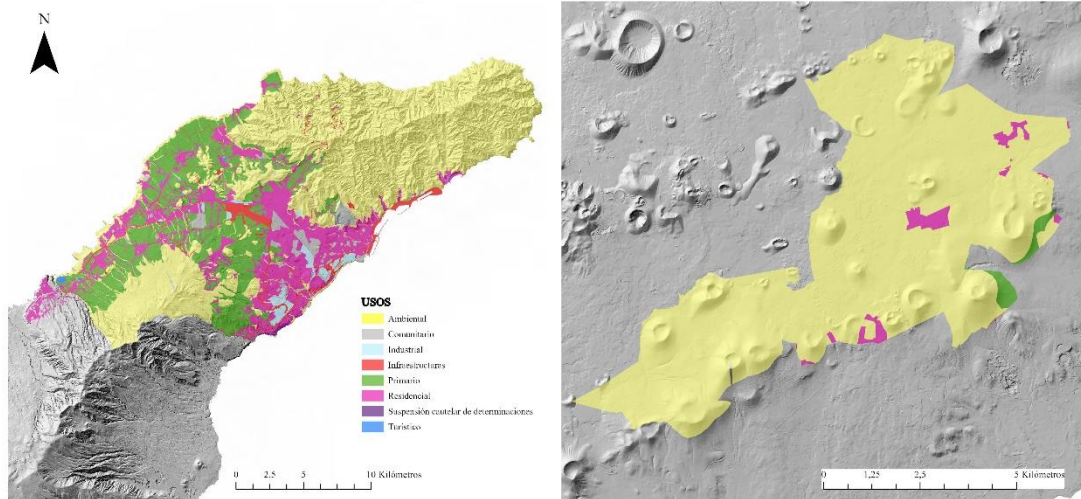 N
USOS
Ambiental
Comunitario
Industrial
Infraestructuras
Primario
Residencial
Suspensión cautelar de determinaciones
Turístico
0 2.5 5 10 Kilómetros
0 1,25 2,5 5 Kilómetros